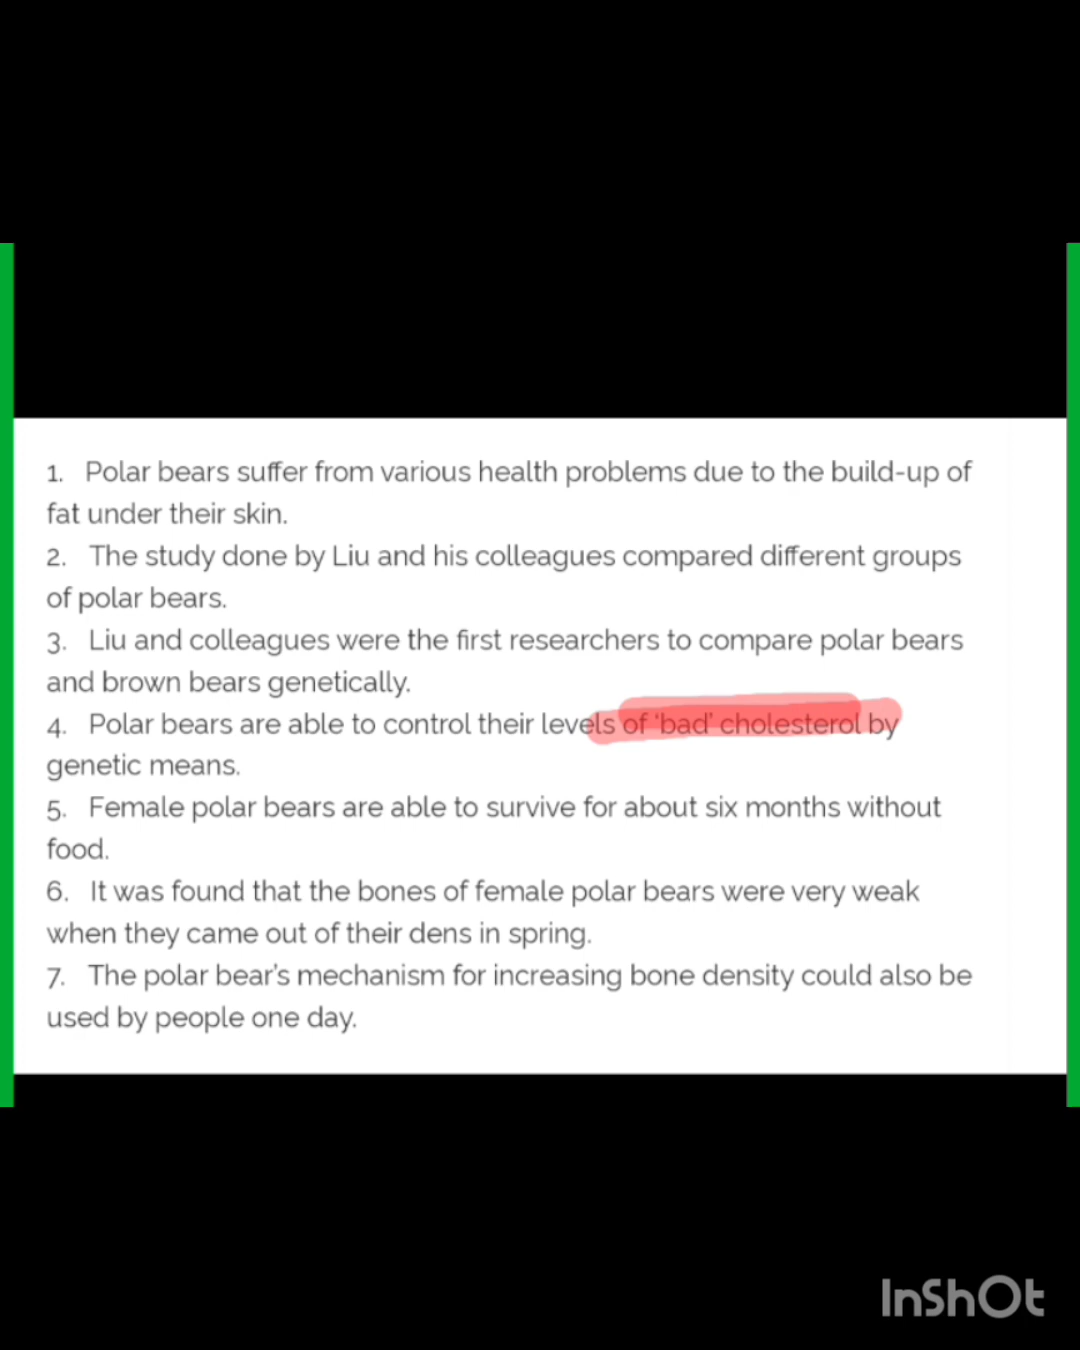 1. Polar bears suffer from various health problems due to the build-up of
fat under their skin.
2. The study done by Liu and his colleagues compared different groups
of polar bears.
3. Liu and colleagues were the first researchers to compare polar bears
and brown bears genetically.
4. Polar bears are able to control their levels of 'bad' cholesterol by
genetic means.
5. Female polar bears are able to survive for about six months without
food.
6. It was found that the bones of female polar bears were very weak
when they came out of their dens in spring.
7. The polar bear's mechanism for increasing bone density could also be
used by people one day.
InShOt